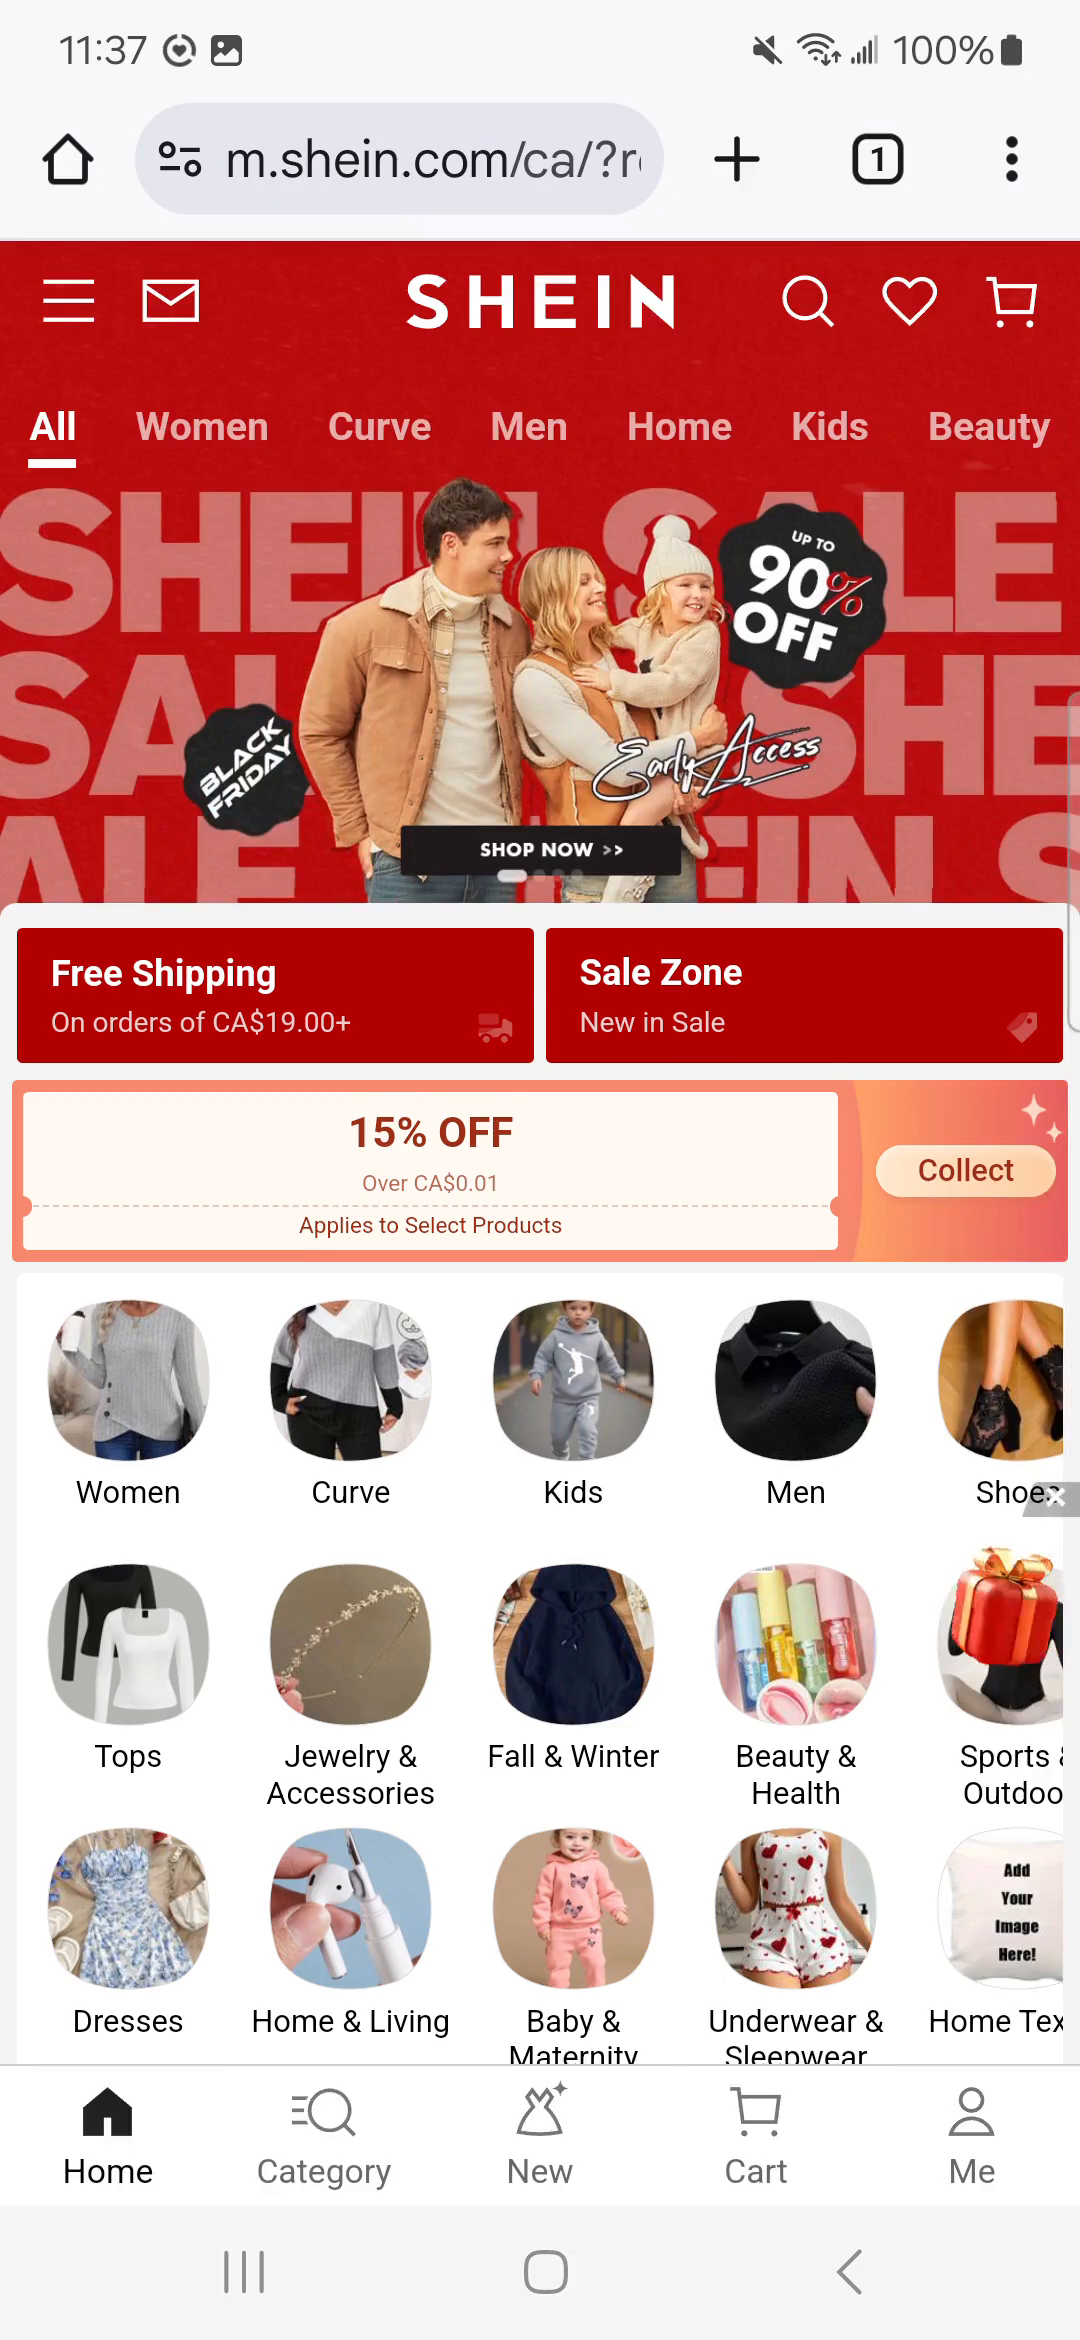 11:37
100%
m.shein.com/ca/?r
1
SHEIN
All Women Curve Men Home Kids Beauty
SHEIN SALE
UP TO
90%
OFF
SA SHE
BLACK
FRIDAY
Early Access
ALE EIN S
SHOP NOW >>
Free Shipping
On orders of CA$19.00+
Sale Zone
New in Sale
15% OFF
Over CA$0.01
Applies to Select Products
Collect
Women Curve Kids Men Shoes
Tops Jewelry & Fall & Winter Beauty & Sports &
Accessories Health Outdoo
Add
Your
Image
Here!
Dresses Home & Living Baby & Underwear & Home Tex
Maternity Sleepwear
Home Category New Cart Me